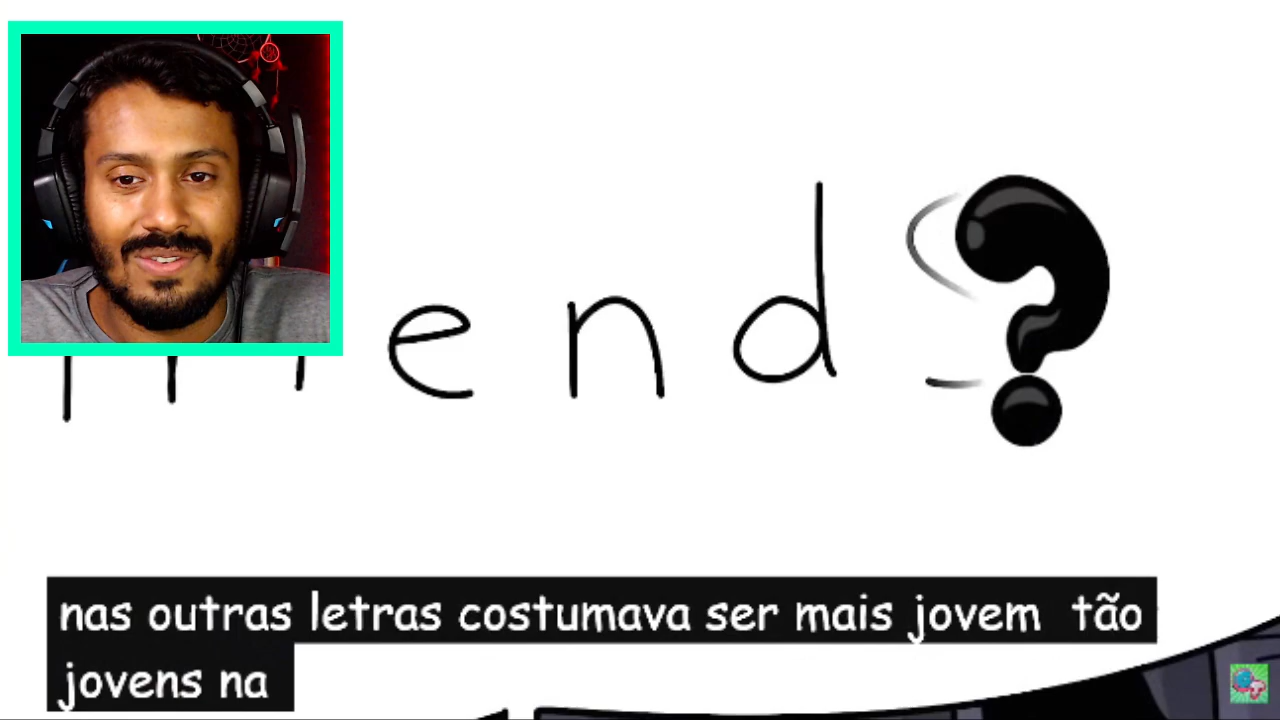 end?
nas outras letras costumava ser mais jovem tão
jovens na